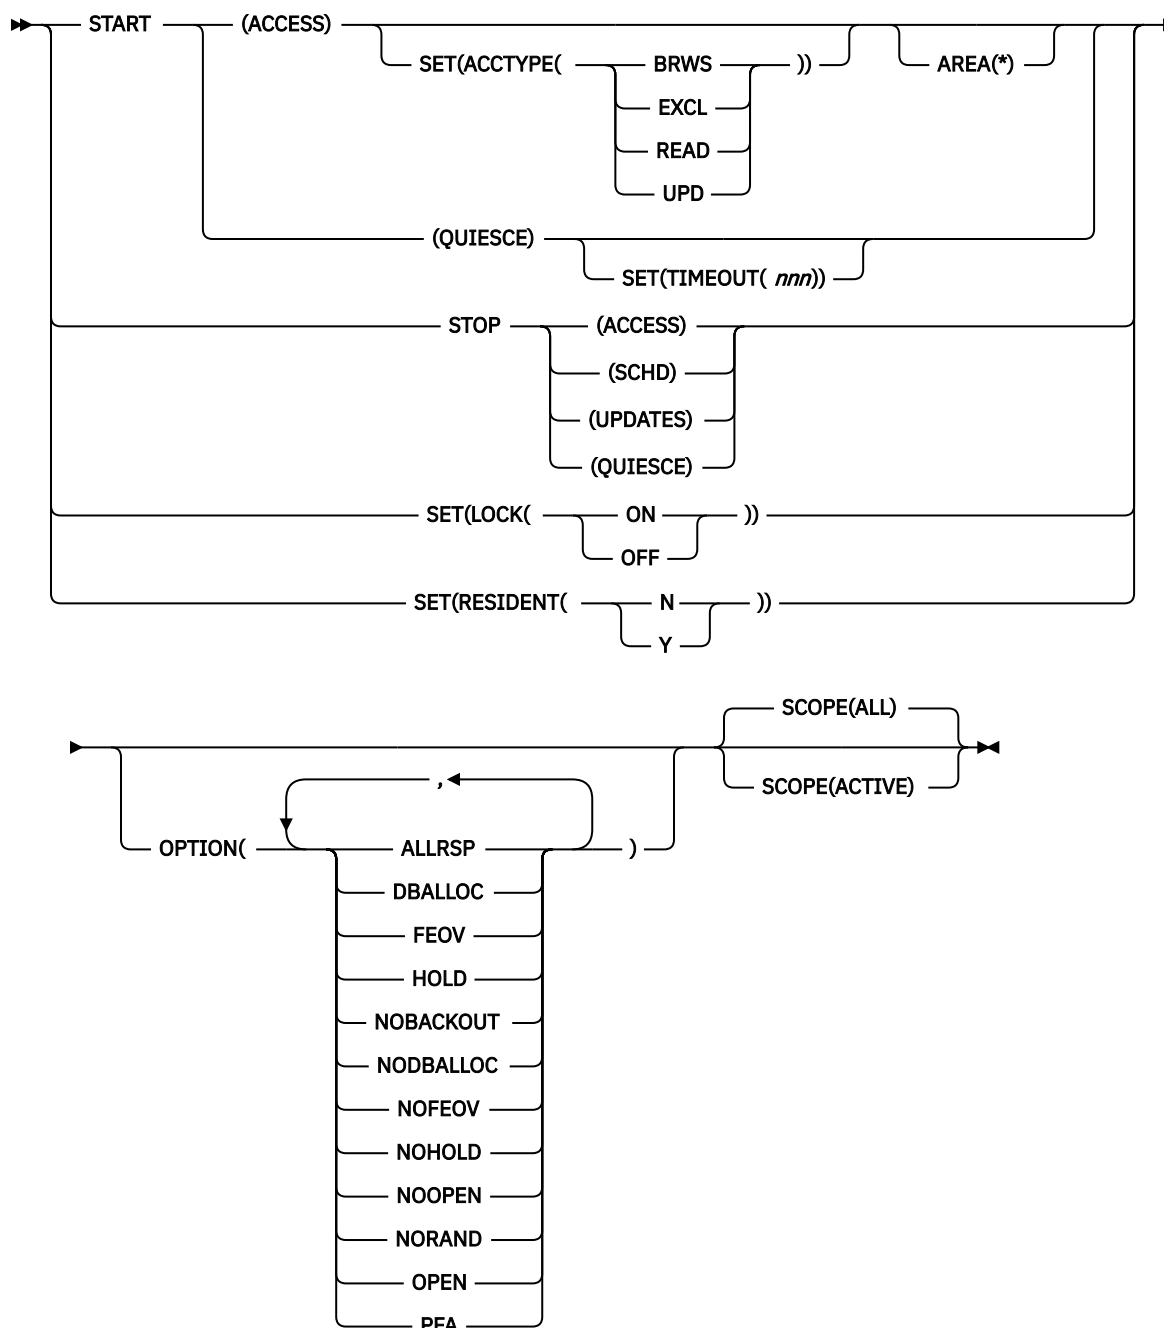 START (ACCESS)
SET(ACCTYPE( BRWS )) AREA(*)
EXCL
READ
UPD
(QUIESCE)
SET(TIMEOUT( nnn))
STOP (ACCESS)
(SCHD)
(UPDATES)
(QUIESCE)
SET(LOCK( ON ))
OFF
SET(RESIDENT( N ))
Y
SCOPE(ALL)
SCOPE(ACTIVE)
,
OPTION( ALLRSP )
DBALLOC
FEOV
HOLD
NOBACKOUT
NODBALLOC
NOFEOV
NOHOLD
NOOPEN
NORAND
OPEN
PFA